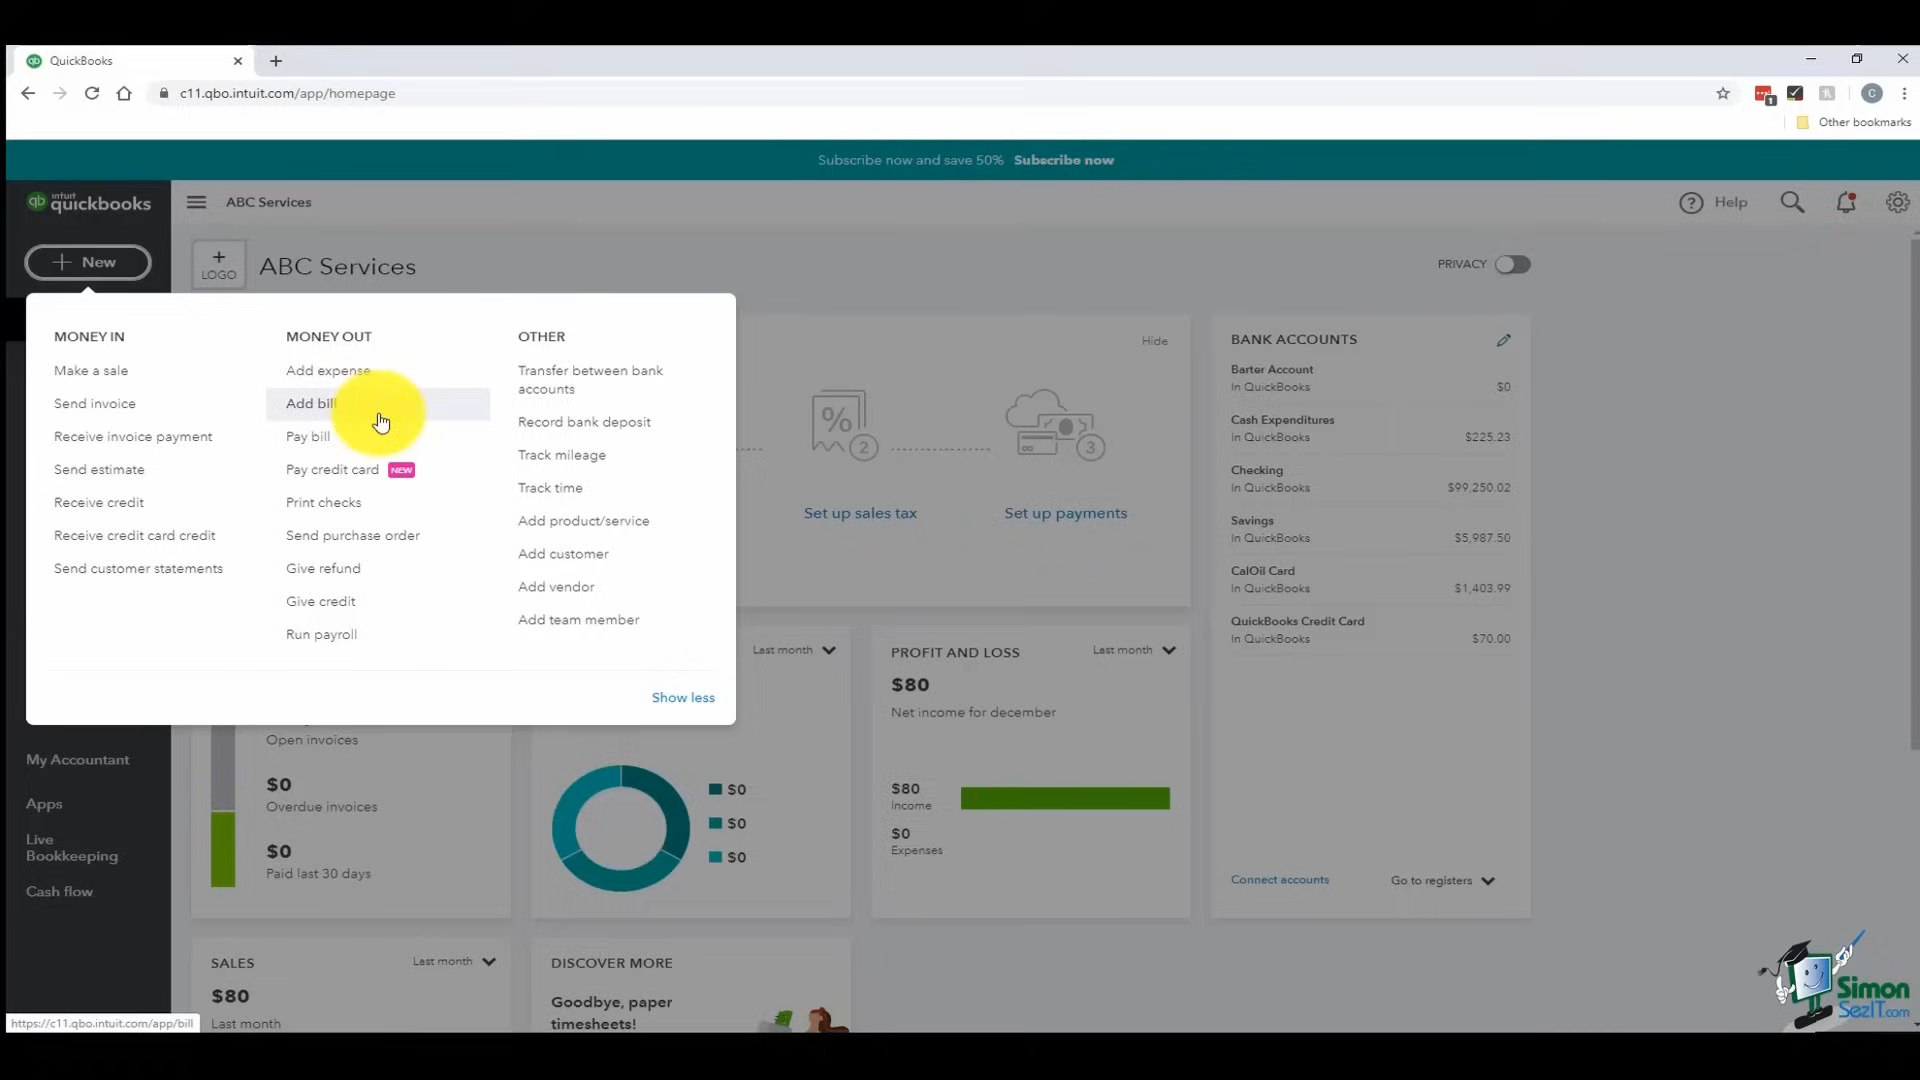 QuickBooks
c11.qbo.intuit.com/app/homepage
C
1
Other bookmarks
Subscribe now and save 50% Subscribe now
qb intuit quickbooks
ABC Services
? Help
+ New
+ LOGO
ABC Services
PRIVACY
MONEY IN
Make a sale
Send invoice
Receive invoice payment
Send estimate
Receive credit
Receive credit card credit
Send customer statements
MONEY OUT
Add expense
Add bill
Pay bill
Pay credit card NEW
Print checks
Send purchase order
Give refund
Give credit
Run payroll
OTHER
Transfer between bank
accounts
Record bank deposit
Track mileage
Track time
Add product/service
Add customer
Add vendor
Add team member
Show less
Hide
% 2
3
Set up sales tax
Set up payments
BANK ACCOUNTS
Barter Account
In QuickBooks $0
Cash Expenditures
In QuickBooks $225.23
Checking
In QuickBooks $99,250.02
Savings
In QuickBooks $5,987.50
CalOil Card
In QuickBooks $1,403.99
QuickBooks Credit Card
In QuickBooks $70.00
Connect accounts
Go to registers
My Accountant
Apps
Live
Bookkeeping
Cash flow
Open invoices
$0
Overdue invoices
$0
Paid last 30 days
Last month
$0
$0
$0
PROFIT AND LOSS
Last month
$80
Net income for december
$80
Income
$0
Expenses
SALES
Last month
$80
Last month
DISCOVER MORE
Goodbye, paper
timesheets!
https://c11.qbo.intuit.com/app/bill
Simon
SezIT.com